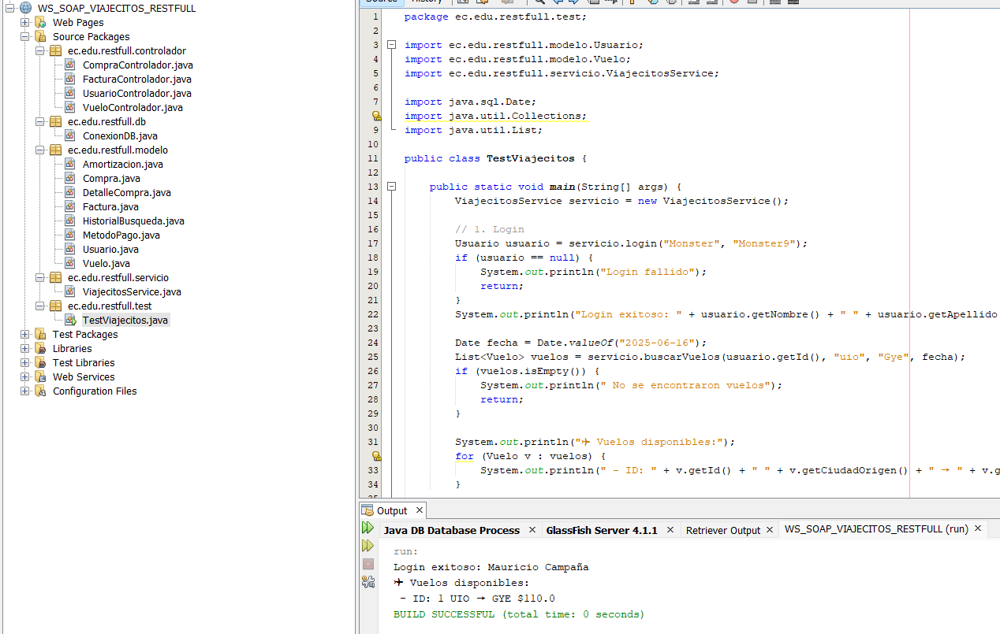 WS_SOAP_VIAJECITOS_RESTFULL
Web Pages
Source Packages
ec.edu.restfull.controlador
CompraControlador.java
FacturaControlador.java
UsuarioControlador.java
VueloControlador.java
ec.edu.restfull.db
ConexionDB.java
ec.edu.restfull.modelo
Amortizacion.java
Compra.java
DetalleCompra.java
Factura.java
HistorialBusqueda.java
MetodoPago.java
Usuario.java
Vuelo.java
ec.edu.restfull.servicio
ViajecitosService.java
ec.edu.restfull.test
TestViajecitos.java
Test Packages
Libraries
Test Libraries
Web Services
Configuration Files
Source History
1 package ec.edu.restfull.test;
2
3 import ec.edu.restfull.modelo.Usuario;
4 import ec.edu.restfull.modelo.Vuelo;
5 import ec.edu.restfull.servicio.ViajecitosService;
6
7 import java.sql.Date;
import java.util.Collections;
9 import java.util.List;
10
11 public class TestViajecitos {
12
13 public static void main(String[] args) {
14 ViajecitosService servicio = new ViajecitosService();
15
16 // 1. Login
17 Usuario usuario = servicio.login("Monster", "Monster9");
18 if (usuario == null) {
19 System.out.println("Login fallido");
20 return;
21 }
22 System.out.println("Login exitoso: " + usuario.getNombre() + " " + usuario.getApellido
23
24 Date fecha = Date.valueOf("2025-06-16");
25 List<Vuelo> vuelos = servicio.buscarVuelos(usuario.getId(), "uio", "Gye", fecha);
26 if (vuelos.isEmpty()) {
27 System.out.println(" No se encontraron vuelos");
28 return;
29 }
30
31 System.out.println("✈ Vuelos disponibles:");
for (Vuelo v : vuelos) {
33 System.out.println(" - ID: " + v.getId() + " " + v.getCiudadOrigen() + " → " + v.g
34 }
Output
Java DB Database Process GlassFish Server 4.1.1 Retriever Output WS_SOAP_VIAJECITOS_RESTFULL (run)
run:
Login exitoso: Mauricio Campaña
✈ Vuelos disponibles:
- ID: 1 UIO → GYE $110.0
BUILD SUCCESSFUL (total time: 0 seconds)